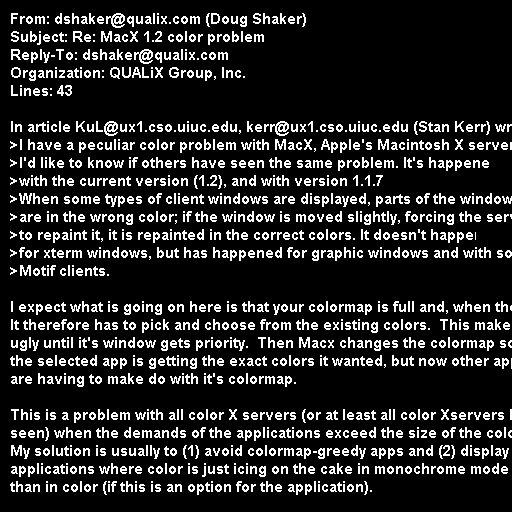 From: dshaker@qualix.com (Doug Shaker)
Subject: Re: MacX 1.2 color problem
Reply-To: dshaker@qualix.com
Organization: QUALiX Group, Inc.
Lines: 43

In article KuL@ux1.cso.uiuc.edu, kerr@ux1.cso.uiuc.edu (Stan Kerr) wr
>I have a peculiar color problem with MacX, Apple's Macintosh X server
>I'd like to know if others have seen the same problem. It's happene
>with the current version (1.2), and with version 1.1.7
>When some types of client windows are displayed, parts of the window
>are in the wrong color; if the window is moved slightly, forcing the ser
>to repaint it, it is repainted in the correct colors. It doesn't happe
>for xterm windows, but has happened for graphic windows and with so
>Motif clients.

I expect what is going on here is that your colormap is full and, when the
It therefore has to pick and choose from the existing colors.  This make
ugly until it's window gets priority.  Then Macx changes the colormap so
the selected app is getting the exact colors it wanted, but now other app
are having to make do with it's colormap.

This is a problem with all color X servers (or at least all color Xservers I
seen) when the demands of the applications exceed the size of the colo
My solution is usually to (1) avoid colormap-greedy apps and (2) display
applications where color is just icing on the cake in monochrome mode
than in color (if this is an option for the application).